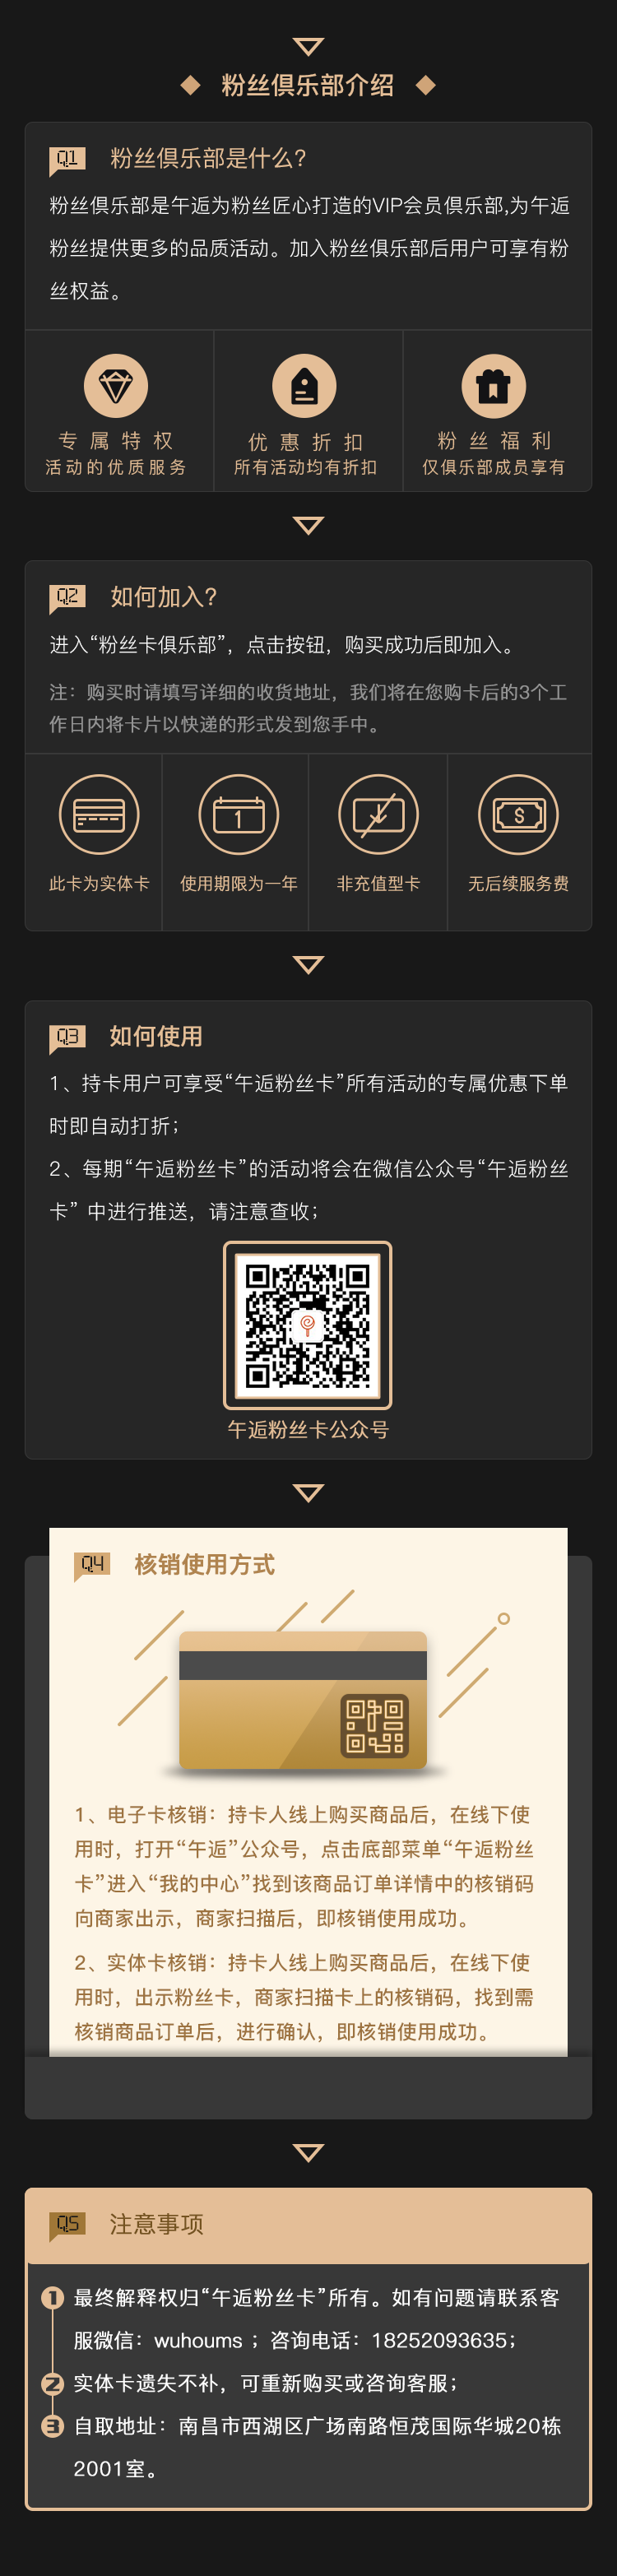 粉丝俱乐部介绍
Q1 粉丝俱乐部是什么?
粉丝俱乐部是午逅为粉丝匠心打造的VIP会员俱乐部,为午逅
粉丝提供更多的品质活动。加入粉丝俱乐部后用户可享有粉
丝权益。
专属特权 优惠折扣 粉丝福利
活动的优质服务 所有活动均有折扣 仅俱乐部成员享有
Q2 如何加入?
进入“粉丝卡俱乐部”，点击按钮，购买成功后即加入。
注：购买时请填写详细的收货地址，我们将在您购卡后的3个工
作日内将卡片以快递的形式发到您手中。
1
$
此卡为实体卡 使用期限为一年 非充值型卡 无后续服务费
Q3 如何使用
1、持卡用户可享受“午逅粉丝卡”所有活动的专属优惠下单
时即自动打折；
2、每期“午逅粉丝卡”的活动将会在微信公众号“午逅粉丝
卡” 中进行推送，请注意查收；
午逅粉丝卡公众号
Q4 核销使用方式
1、电子卡核销：持卡人线上购买商品后，在线下使
用时，打开“午逅”公众号，点击底部菜单“午逅粉丝
卡”进入“我的中心”找到该商品订单详情中的核销码
向商家出示，商家扫描后，即核销使用成功。
2、实体卡核销：持卡人线上购买商品后，在线下使
用时，出示粉丝卡，商家扫描卡上的核销码，找到需
核销商品订单后，进行确认，即核销使用成功。
Q5 注意事项
1 最终解释权归“午逅粉丝卡”所有。如有问题请联系客
服微信：wuhoums ；咨询电话：18252093635；
2 实体卡遗失不补，可重新购买或咨询客服；
3 自取地址：南昌市西湖区广场南路恒茂国际华城20栋
2001室。